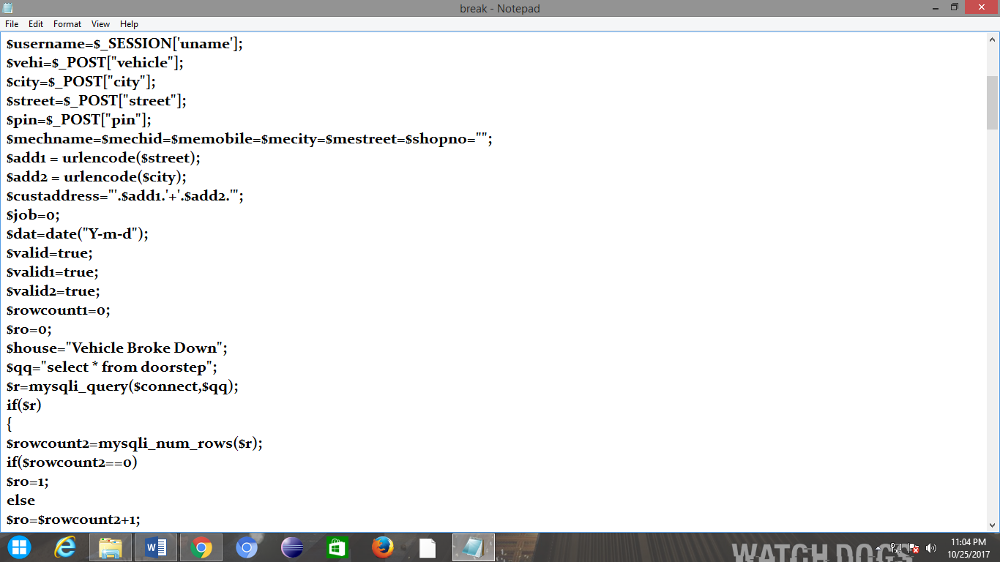 break - Notepad
File Edit Format View Help
$username=$_SESSION['uname'];
$vehi=$_POST["vehicle"];
$city=$_POST["city"];
$street=$_POST["street"];
$pin=$_POST["pin"];
$mechname=$mechid=$memobile=$mecity=$mestreet=$shopno="";
$add1 = urlencode($street);
$add2 = urlencode($city);
$custaddress="'.$add1.'+'.$add2.'";
$job=0;
$dat=date("Y-m-d");
$valid=true;
$valid1=true;
$valid2=true;
$rowcount1=0;
$ro=0;
$house="Vehicle Broke Down";
$qq="select * from doorstep";
$r=mysqli_query($connect,$qq);
if($r)
{
$rowcount2=mysqli_num_rows($r);
if($rowcount2==0)
$ro=1;
else
$ro=$rowcount2+1;
WATCH DOGS
11:04 PM
10/25/2017